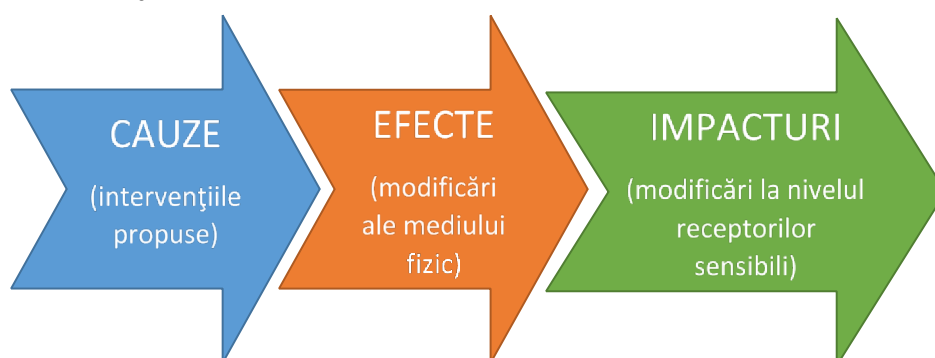 CAUZE
(intervenţiile
propuse)
EFECTE
(modificări
ale mediului
fizic)
IMPACTURI
(modificări la nivelul
receptorilor
sensibili)